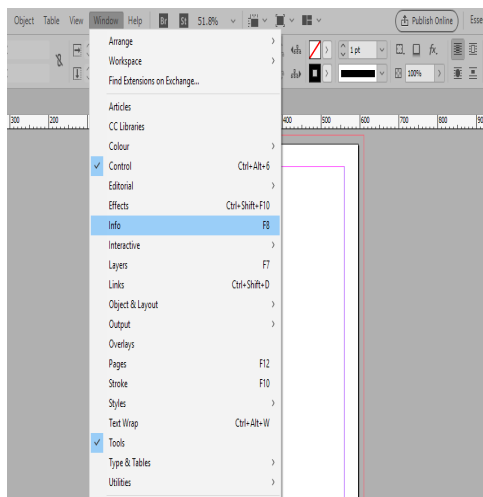 Object Table View Window Help Br St 51.8% Publish Online Esse
1 pt fx.
100%
300 200 400 500 600 700 800 90
Arrange
Workspace
Find Extensions on Exchange...
Articles
CC Libraries
Colour
Control Ctrl+Alt+6
Editorial
Effects Ctrl+Shift+F10
Info F8
Interactive
Layers F7
Links Ctrl+Shift+D
Object & Layout
Output
Overlays
Pages F12
Stroke F10
Styles
Text Wrap Ctrl+Alt+W
Tools
Type & Tables
Utilities